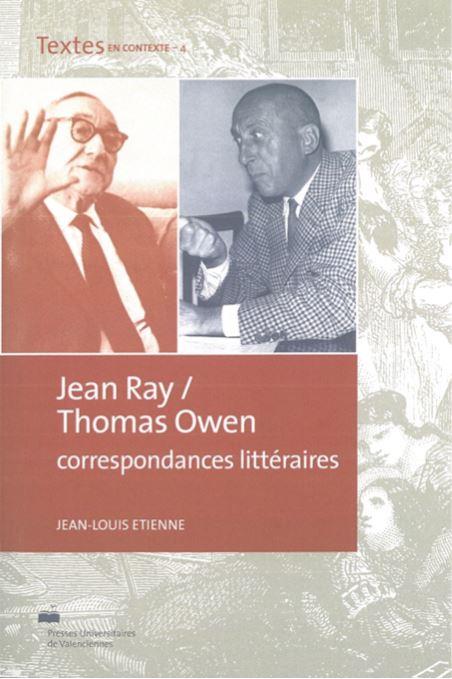 Textes EN CONTEXTE – 4
Jean Ray /
Thomas Owen
correspondances littéraires
JEAN-LOUIS ETIENNE
Presses Universitaires
de Valenciennes